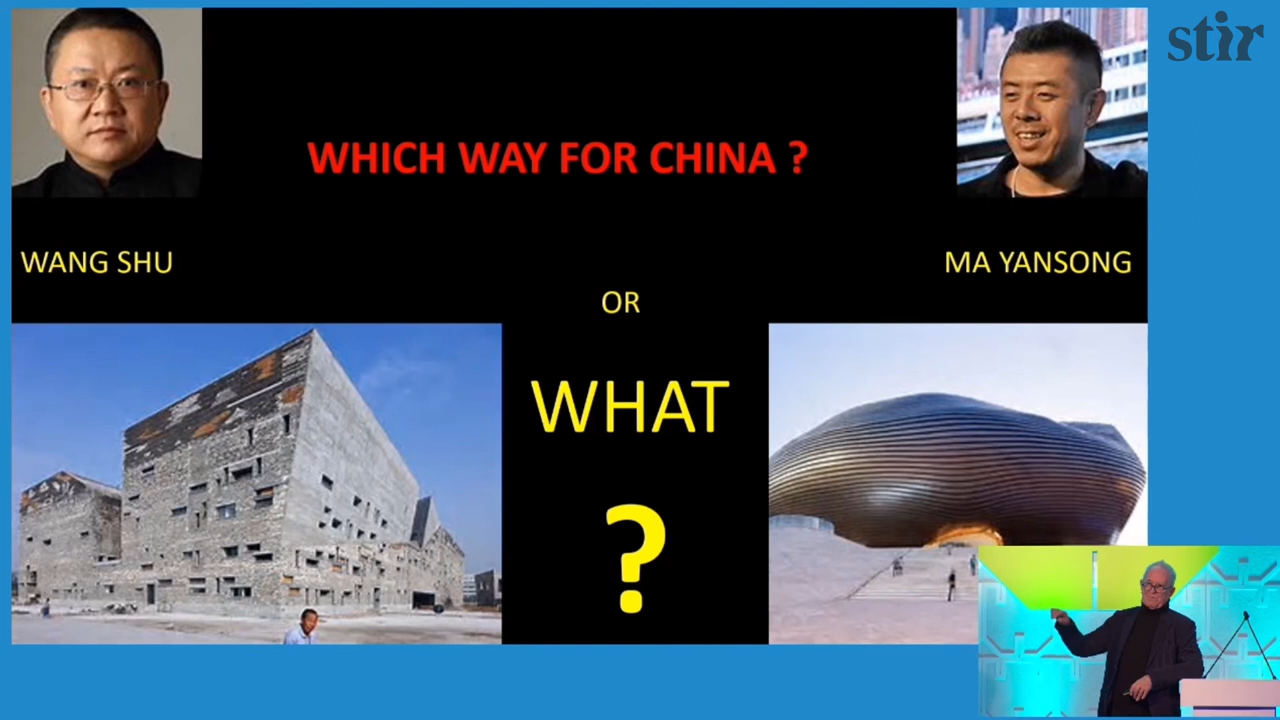 stir
WHICH WAY FOR CHINA ?
WANG SHU
MA YANSONG
OR
WHAT
?